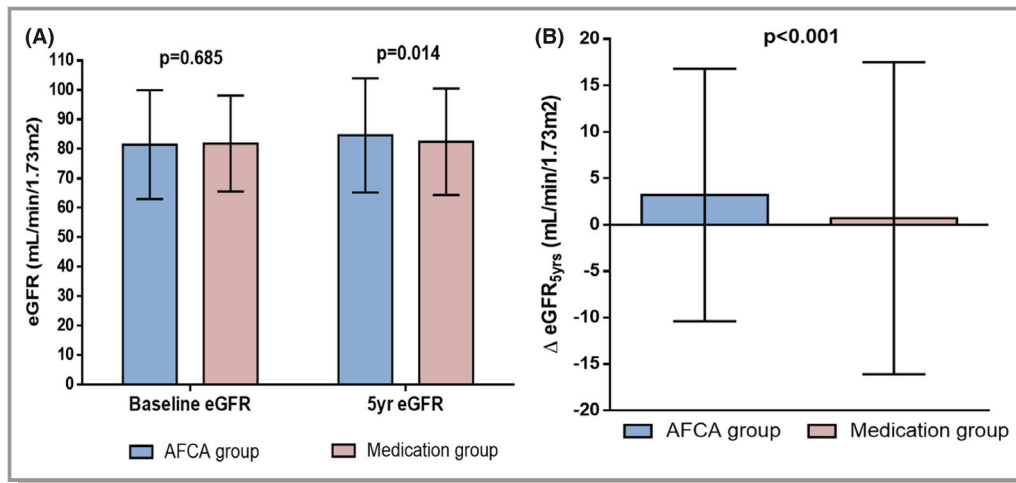 (A)
p=0.685
p=0.014
110
100
90
80
70
60
50
40
30
20
10
0
eGFR (mL/min/1.73m2)
Baseline eGFR
5yr eGFR
AFCA group
Medication group
(B)
p<0.001
20
15
10
5
0
-5
-10
-15
-20
Δ eGFR5yrs (mL/min/1.73m2)
AFCA group
Medication group